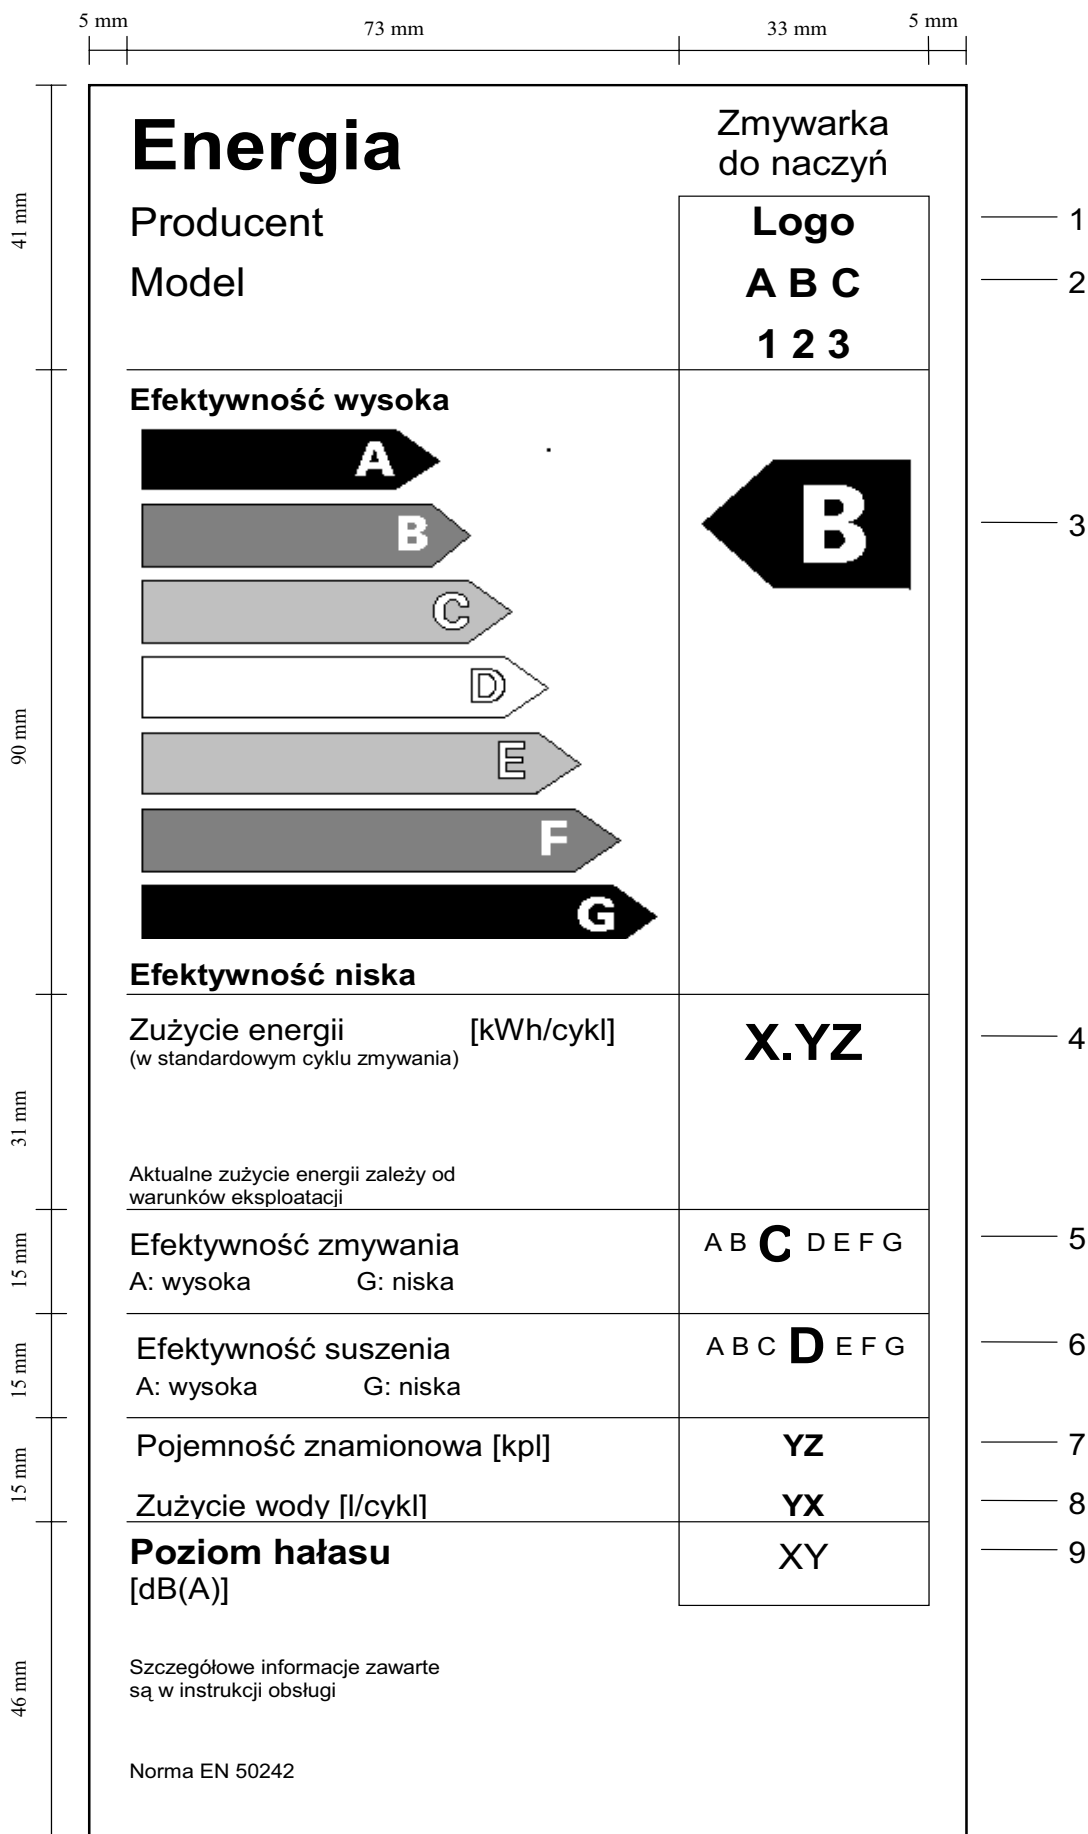 5 mm
73 mm
33 mm
5 mm
Energia
Zmywarka
do naczyń
41 mm
Producent
Logo
1
Model
A B C
2
1 2 3
Efektywność wysoka
A
B
B
3
C
D
90 mm
E
F
G
Efektywność niska
Zużycie energii [kWh/cykl]
X.YZ
4
(w standardowym cyklu zmywania)
31 mm
Aktualne zużycie energii zależy od
warunków eksploatacji
Efektywność zmywania
A B C D E F G
5
15 mm
A: wysoka G: niska
Efektywność suszenia
A B C D E F G
6
15 mm
A: wysoka G: niska
Pojemność znamionowa [kpl]
YZ
7
15 mm
Zużycie wody [l/cykl]
YX
8
Poziom hałasu
XY
9
[dB(A)]
46 mm
Szczegółowe informacje zawarte
są w instrukcji obsługi
Norma EN 50242